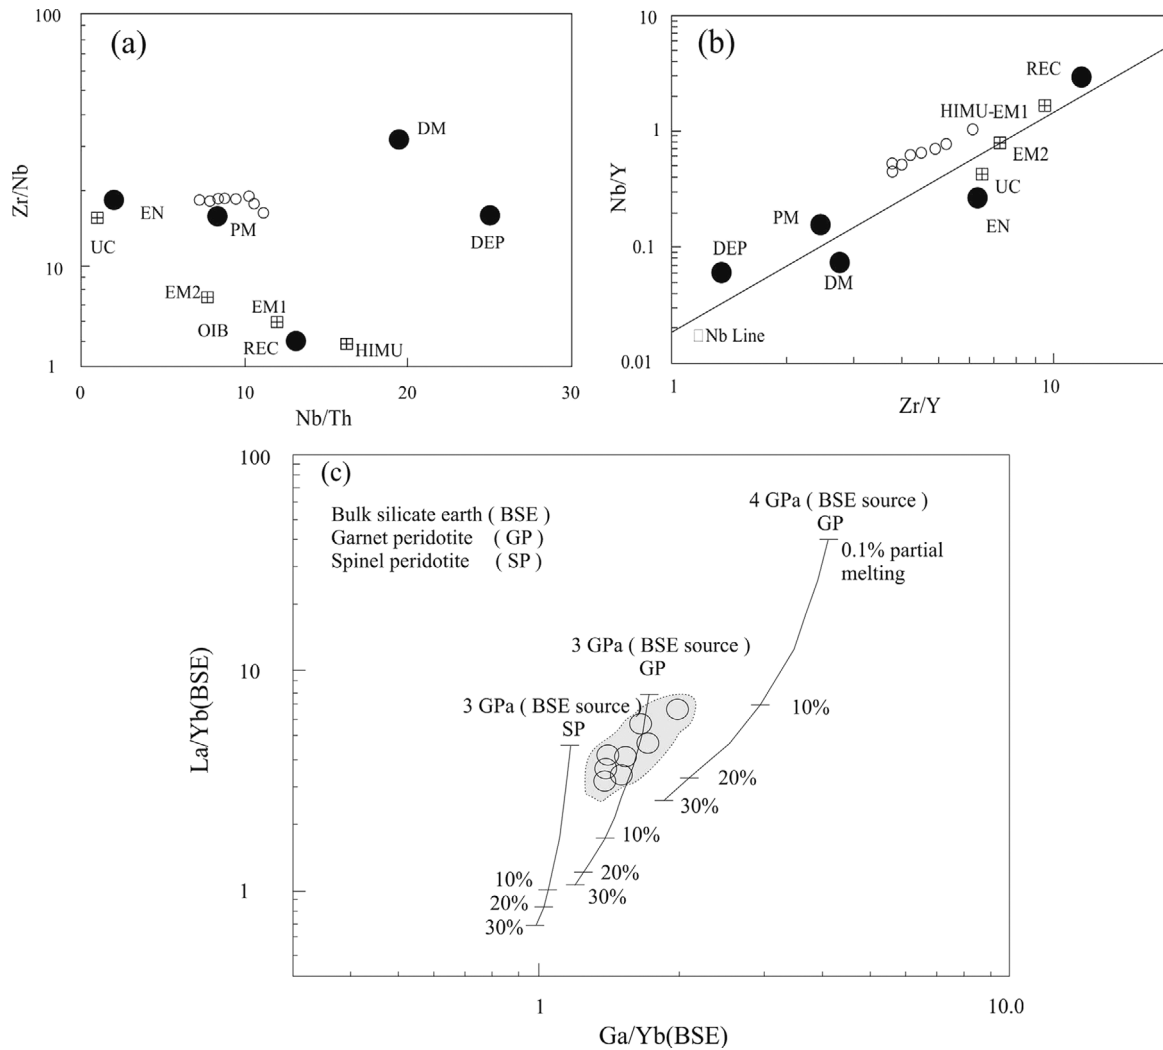 (a)
100
10
1
Zr/Nb
DM
EN
PM
DEP
UC
EM2
EM1
OIB
REC
HIMU
0
10
20
30
Nb/Th
(b)
10
1
0.1
0.01
Nb/Y
REC
HIMU-EM1
EM2
UC
EN
PM
DEP
DM
Nb Line
1
10
Zr/Y
(c)
100
10
1
La/Yb(BSE)
Bulk silicate earth ( BSE )
Garnet peridotite ( GP )
Spinel peridotite ( SP )
4 GPa ( BSE source )
GP
0.1% partial
melting
3 GPa ( BSE source )
GP
3 GPa ( BSE source )
SP
10%
20%
30%
10%
20%
30%
10%
20%
30%
1
10.0
Ga/Yb(BSE)